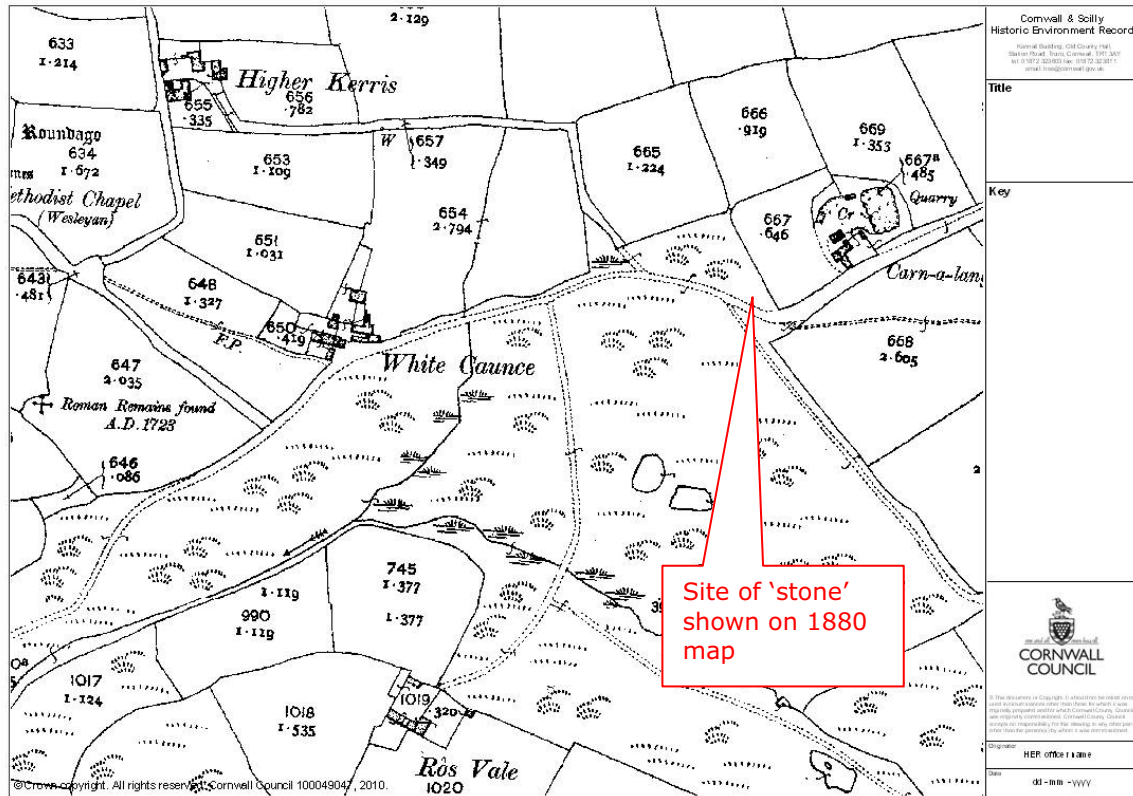 633
1·214
2·129
Higher Kerris
655
·335
656
·782
Roundago
634
1·672
ethodist Chapel
(Wesleyan)
653
1·109
W
657
·349
654
2·794
665
1·224
666
·919
669
1·353
667ª
·485
Quarry
667
·646
Cr
Carn-a-lan
651
1·031
648
1·327
643
·481
F.P.
650
·419
White Caunce
668
2·605
647
2·035
Roman Remains found
A.D. 1723
646
·086
2
745
1·377
1·377
1·119
990
1·119
1017
1·124
1018
1·535
1019
320
Rôs Vale
1020
Site of ‘stone’
shown on 1880
map
© Crown copyright. All rights reserved. Cornwall Council 100049047, 2010.
Cornwall & Scilly
Historic Environment Record
Title
Key
CORNWALL
COUNCIL
HER officer name
Date
dd - mm - yyyy